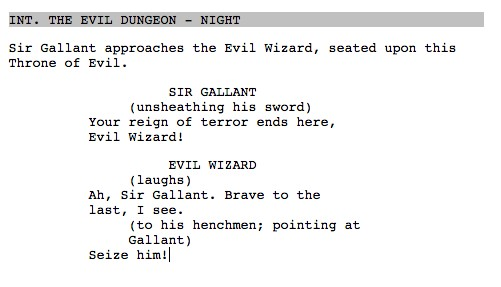 INT. THE EVIL DUNGEON - NIGHT
Sir Gallant approaches the Evil Wizard, seated upon this
Throne of Evil.
SIR GALLANT
(unsheathing his sword)
Your reign of terror ends here,
Evil Wizard!
EVIL WIZARD
(laughs)
Ah, Sir Gallant. Brave to the
last, I see.
(to his henchmen; pointing at
Gallant)
Seize him!